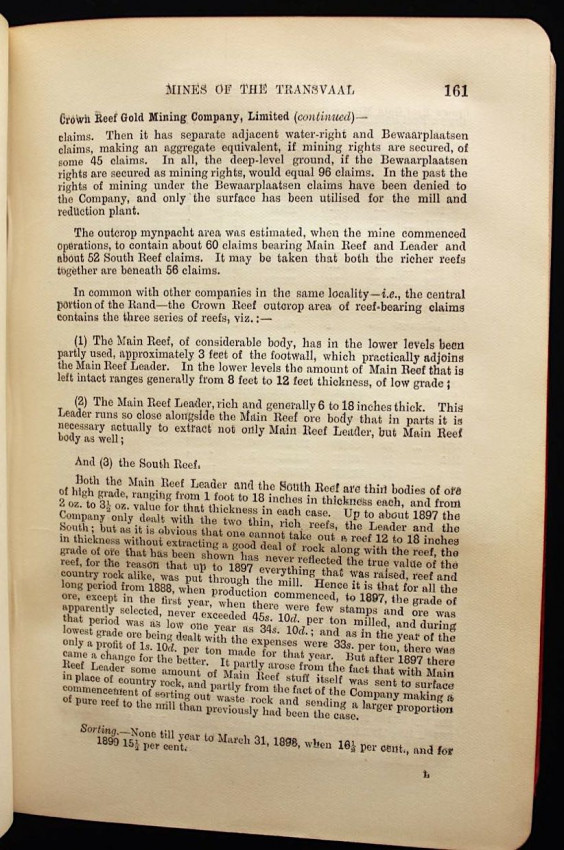 MINES OF THE TRANSVAAL 161
Crown Reef Gold Mining Company, Limited (continued)—
claims. Then it has separate adjacent water-right and Bewaarplaatsen
claims, making an aggregate equivalent, if mining rights are secured, of
some 45 claims. In all, the deep-level ground, if the Bewaarplaatsen
rights are secured as mining rights, would equal 96 claims. In the past the
rights of mining under the Bewaarplaatsen claims have been denied to
the Company, and only the surface has been utilised for the mill and
reduction plant.
The outcrop mynpacht area was estimated, when the mine commenced
operations, to contain about 60 claims bearing Main Reef and Leader and
about 52 South Reef claims. It may be taken that both the richer reefs
together are beneath 56 claims.
In common with other companies in the same locality—i.e., the central
portion of the Rand—the Crown Reef outcrop area of reef-bearing claims
contains the three series of reefs, viz.:—
(1) The Main Reef, of considerable body, has in the lower levels been
partly used, approximately 3 feet of the footwall, which practically adjoins
the Main Reef Leader. In the lower levels the amount of Main Reef that is
left intact ranges generally from 8 feet to 12 feet thickness, of low grade;
(2) The Main Reef Leader, rich and generally 6 to 18 inches thick. This
Leader runs so close alongside the Main Reef ore body that in parts it is
necessary actually to extract not only Main Reef Leader, but Main Reef
body as well;
And (3) the South Reef.
Both the Main Reef Leader and the South Reef are thin bodies of ore
of high grade, ranging from 1 foot to 18 inches in thickness each, and from
2 oz. to 3½ oz. value for that thickness in each case. Up to about 1897 the
Company only dealt with the two thin, rich reefs, the Leader and the
South; but as it is obvious that one cannot take out a reef 12 to 18 inches
in thickness without extracting a good deal of rock along with the reef, the
grade of ore that has been shown has never reflected the true value of the
reef, for the reason that up to 1897 everything that was raised, reef and
country rock alike, was put through the mill. Hence it is that for all the
long period from 1888, when production commenced, to 1897, the grade of
ore, except in the first year, when there were few stamps and ore was
apparently selected, never exceeded 45s. 10d. per ton milled, and during
that period was as low one year as 34s. 10d.; and as in the year of the
lowest grade ore being dealt with the expenses were 33s. per ton, there was
only a profit of 1s. 10d. per ton made for that year. But after 1897 there
came a change for the better. It partly arose from the fact that with Main
Reef Leader some amount of Main Reef stuff itself was sent to surface
in place of country rock, and partly from the fact of the Company making a
commencement of sorting out waste rock and sending a larger proportion
of pure reef to the mill than previously had been the case.
Sorting.—None till year to March 31, 1898, when 16½ per cent., and for
1899 15½ per cent.
L